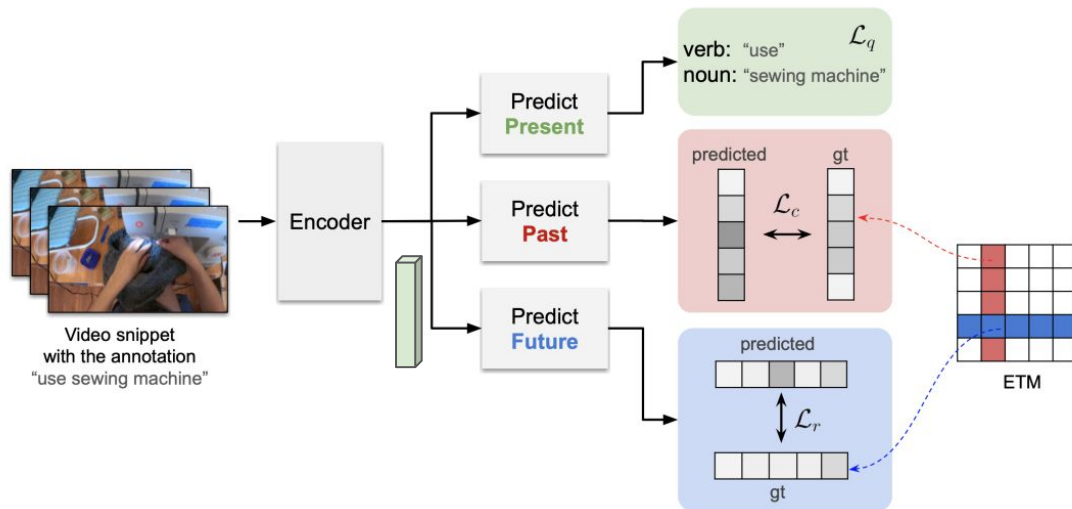 verb: “use”
noun: “sewing machine”
ℒq
Predict
Present
predicted
gt
Encoder
Predict
Past
ℒc
Video snippet
with the annotation
“use sewing machine”
Predict
Future
predicted
ℒr
gt
ETM